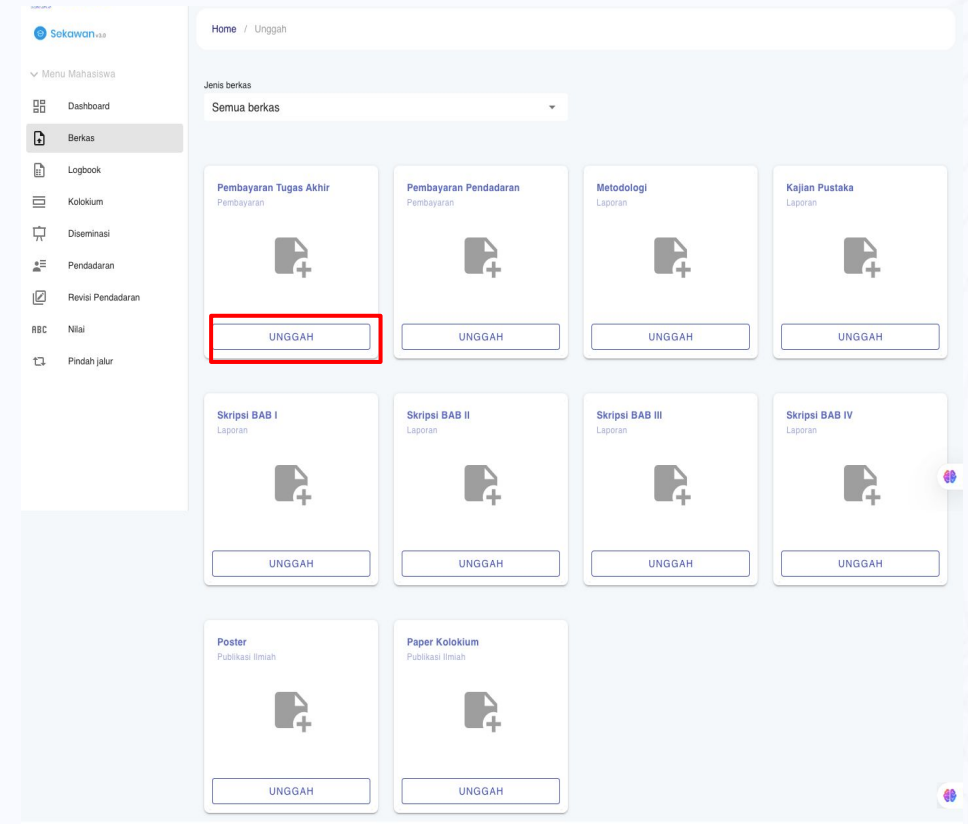 Sekawan v3.0
Menu Mahasiswa
Dashboard
Berkas
Logbook
Kolokium
Diseminasi
Pendadaran
Revisi Pendadaran
ABC Nilai
Pindah jalur
Home / Unggah
Jenis berkas
Semua berkas
Pembayaran Tugas Akhir
Pembayaran
UNGGAH
Pembayaran Pendadaran
Pembayaran
UNGGAH
Metodologi
Laporan
UNGGAH
Kajian Pustaka
Laporan
UNGGAH
Skripsi BAB I
Laporan
UNGGAH
Skripsi BAB II
Laporan
UNGGAH
Skripsi BAB III
Laporan
UNGGAH
Skripsi BAB IV
Laporan
UNGGAH
Poster
Publikasi Ilmiah
UNGGAH
Paper Kolokium
Publikasi Ilmiah
UNGGAH